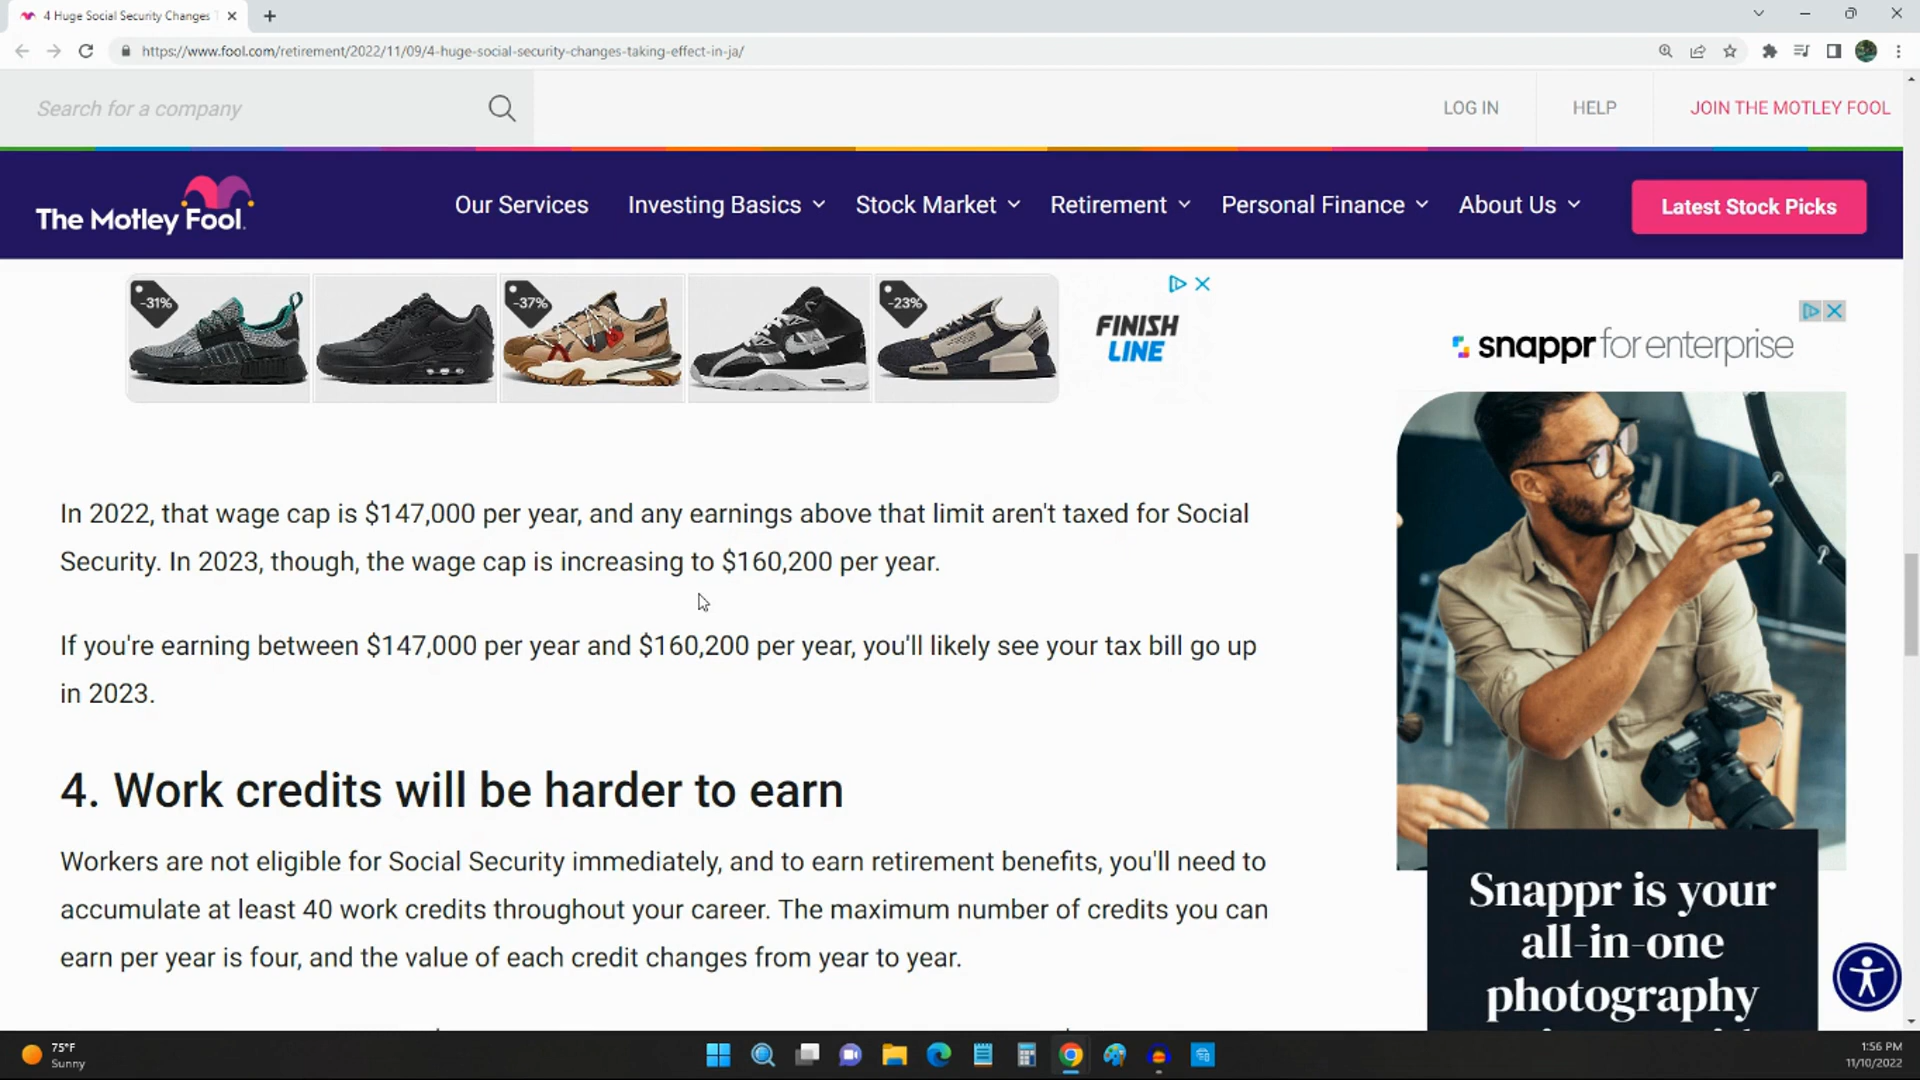 4 Huge Social Security Changes
https://www.fool.com/retirement/2022/11/09/4-huge-social-security-changes-taking-effect-in-ja/
Search for a company
LOG IN
HELP
JOIN THE MOTLEY FOOL
The Motley Fool.
Our Services
Investing Basics
Stock Market
Retirement
Personal Finance
About Us
Latest Stock Picks
-31%
-37%
-23%
FINISH
LINE
snappr for enterprise
In 2022, that wage cap is $147,000 per year, and any earnings above that limit aren't taxed for Social
Security. In 2023, though, the wage cap is increasing to $160,200 per year.
If you're earning between $147,000 per year and $160,200 per year, you'll likely see your tax bill go up
in 2023.
4. Work credits will be harder to earn
Workers are not eligible for Social Security immediately, and to earn retirement benefits, you'll need to
accumulate at least 40 work credits throughout your career. The maximum number of credits you can
earn per year is four, and the value of each credit changes from year to year.
Snappr is your
all-in-one
photography
75°F
Sunny
1:56 PM
11/10/2022